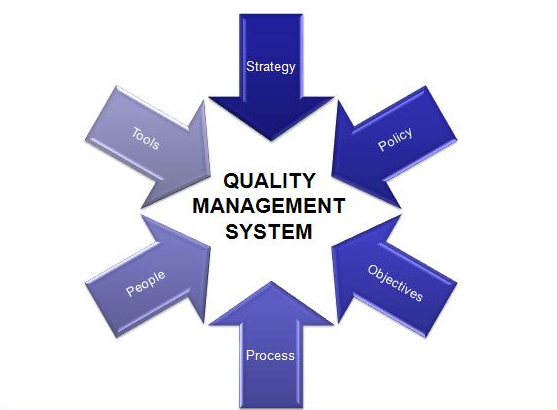 Strategy
Policy
Objectives
Process
People
Tools
QUALITY
MANAGEMENT
SYSTEM